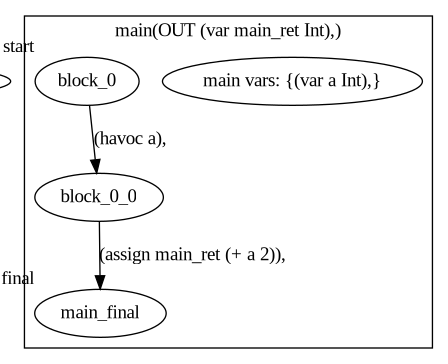 main(OUT (var main_ret Int),)
start
block_0
main vars: {(var a Int),}
(havoc a),
block_0_0
(assign main_ret (+ a 2)),
final
main_final